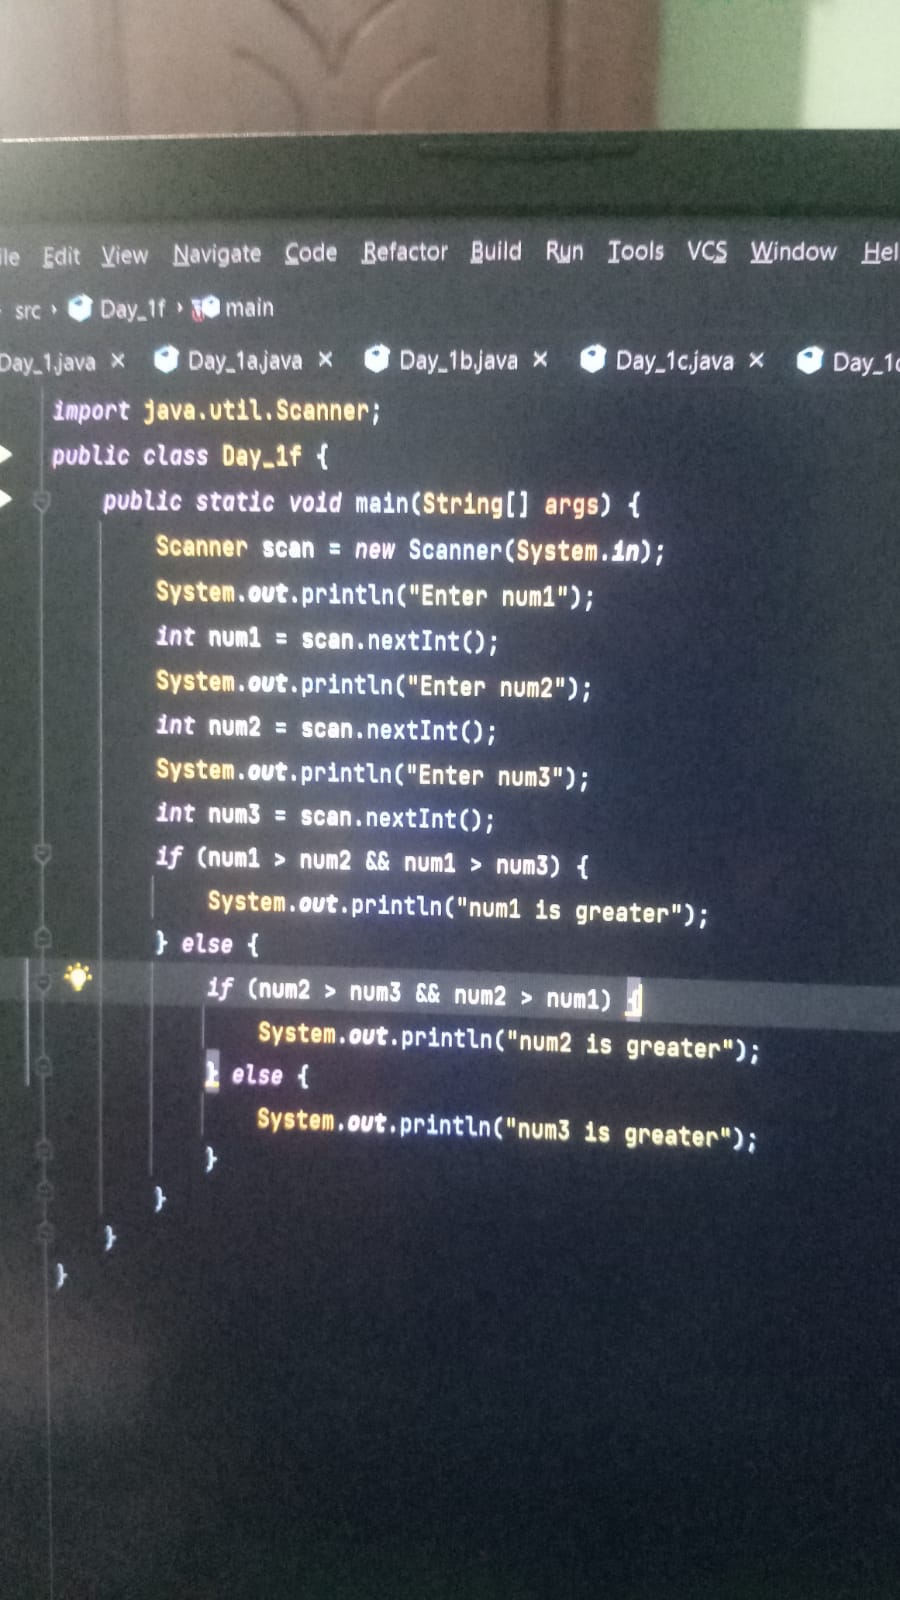 Edit View Navigate Code Refactor Build Run Tools VCS Window
src › Day_1f › main
Day_1.java × Day_1a.java × Day_1b.java × Day_1c.java ×
import java.util.Scanner;
public class Day_1f {
public static void main(String[] args) {
Scanner scan = new Scanner(System.in);
System.out.println("Enter num1");
int num1 = scan.nextInt();
System.out.println("Enter num2");
int num2 = scan.nextInt();
System.out.println("Enter num3");
int num3 = scan.nextInt();
if (num1 > num2 && num1 > num3) {
System.out.println("num1 is greater");
} else {
if (num2 > num3 && num2 > num1) {
System.out.println("num2 is greater");
} else {
System.out.println("num3 is greater");
}
}
}
}